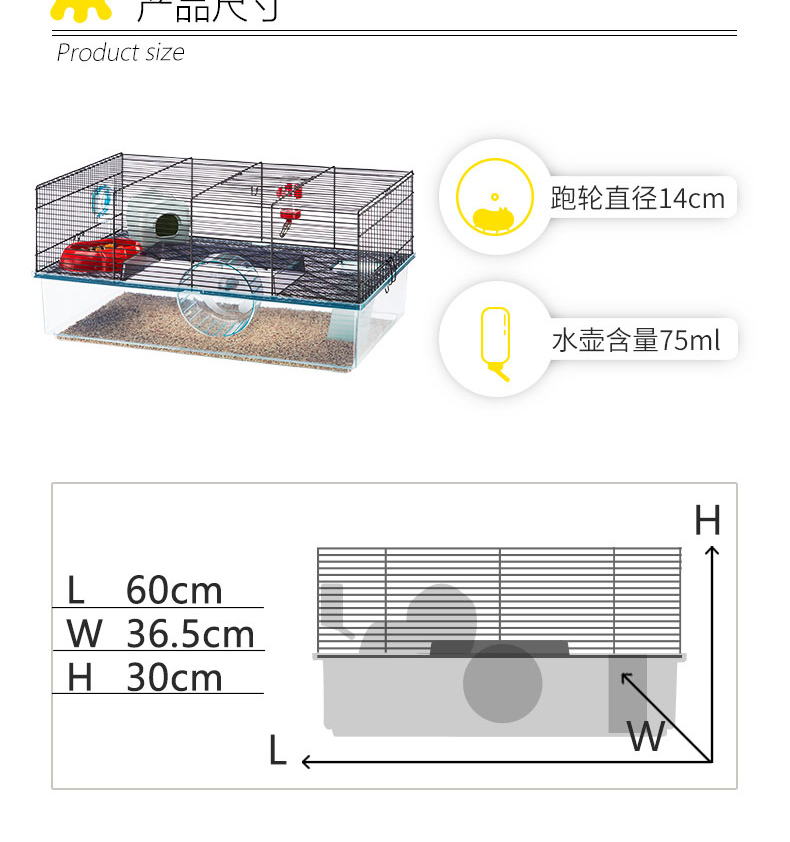 产品尺寸
Product size
跑轮直径14cm
水壶含量75ml
H
L 60cm
W 36.5cm
H 30cm
W
L